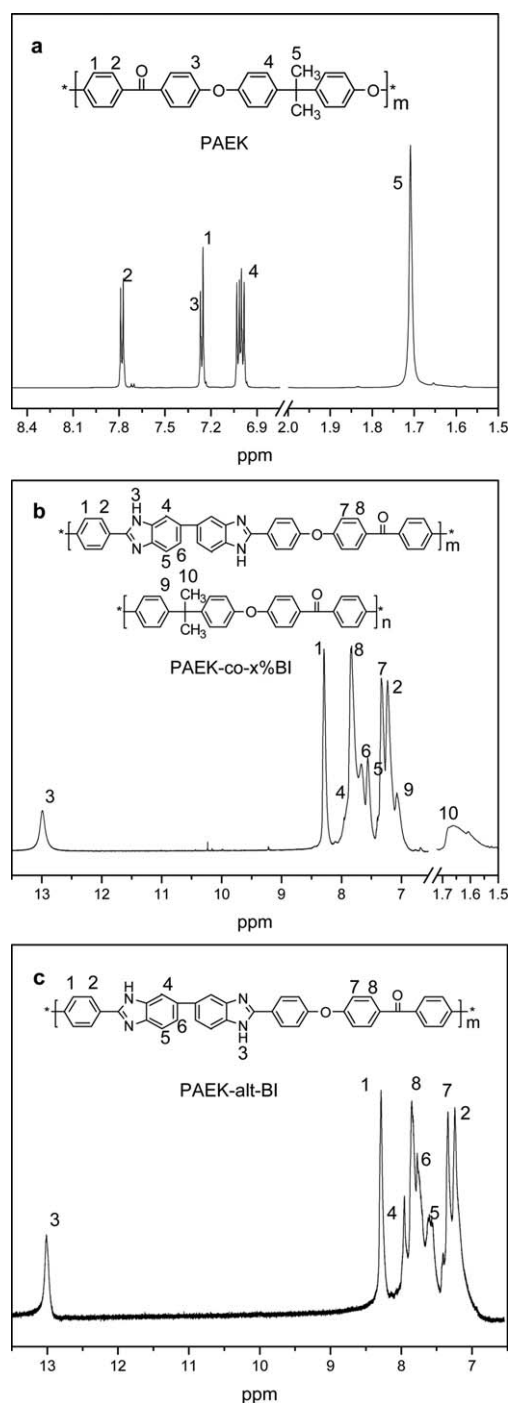 a
1 2 O 3 4 5
CH3
* [ O O ] * m
CH3
PAEK
5
1
2
3
4
8.4 8.1 7.8 7.5 7.2 6.9 2.0 1.9 1.8 1.7 1.6 1.5
ppm
b
3
1 2 H N 4 N 7 8 O
* [ N N H O ] * m
5 6
9 10
CH3 O
* [ CH3 O ] * n
PAEK-co-x%BI
1 8 7 2
3 4 6 5 9 10
13 12 11 10 9 8 7 1.7 1.6 1.5
ppm
c
1 2 H N 4 N 7 8 O
* [ N 6 N H O ] * m
5 3
PAEK-alt-BI
1 8 7 2
6
3 4 5
13 12 11 10 9 8 7
ppm